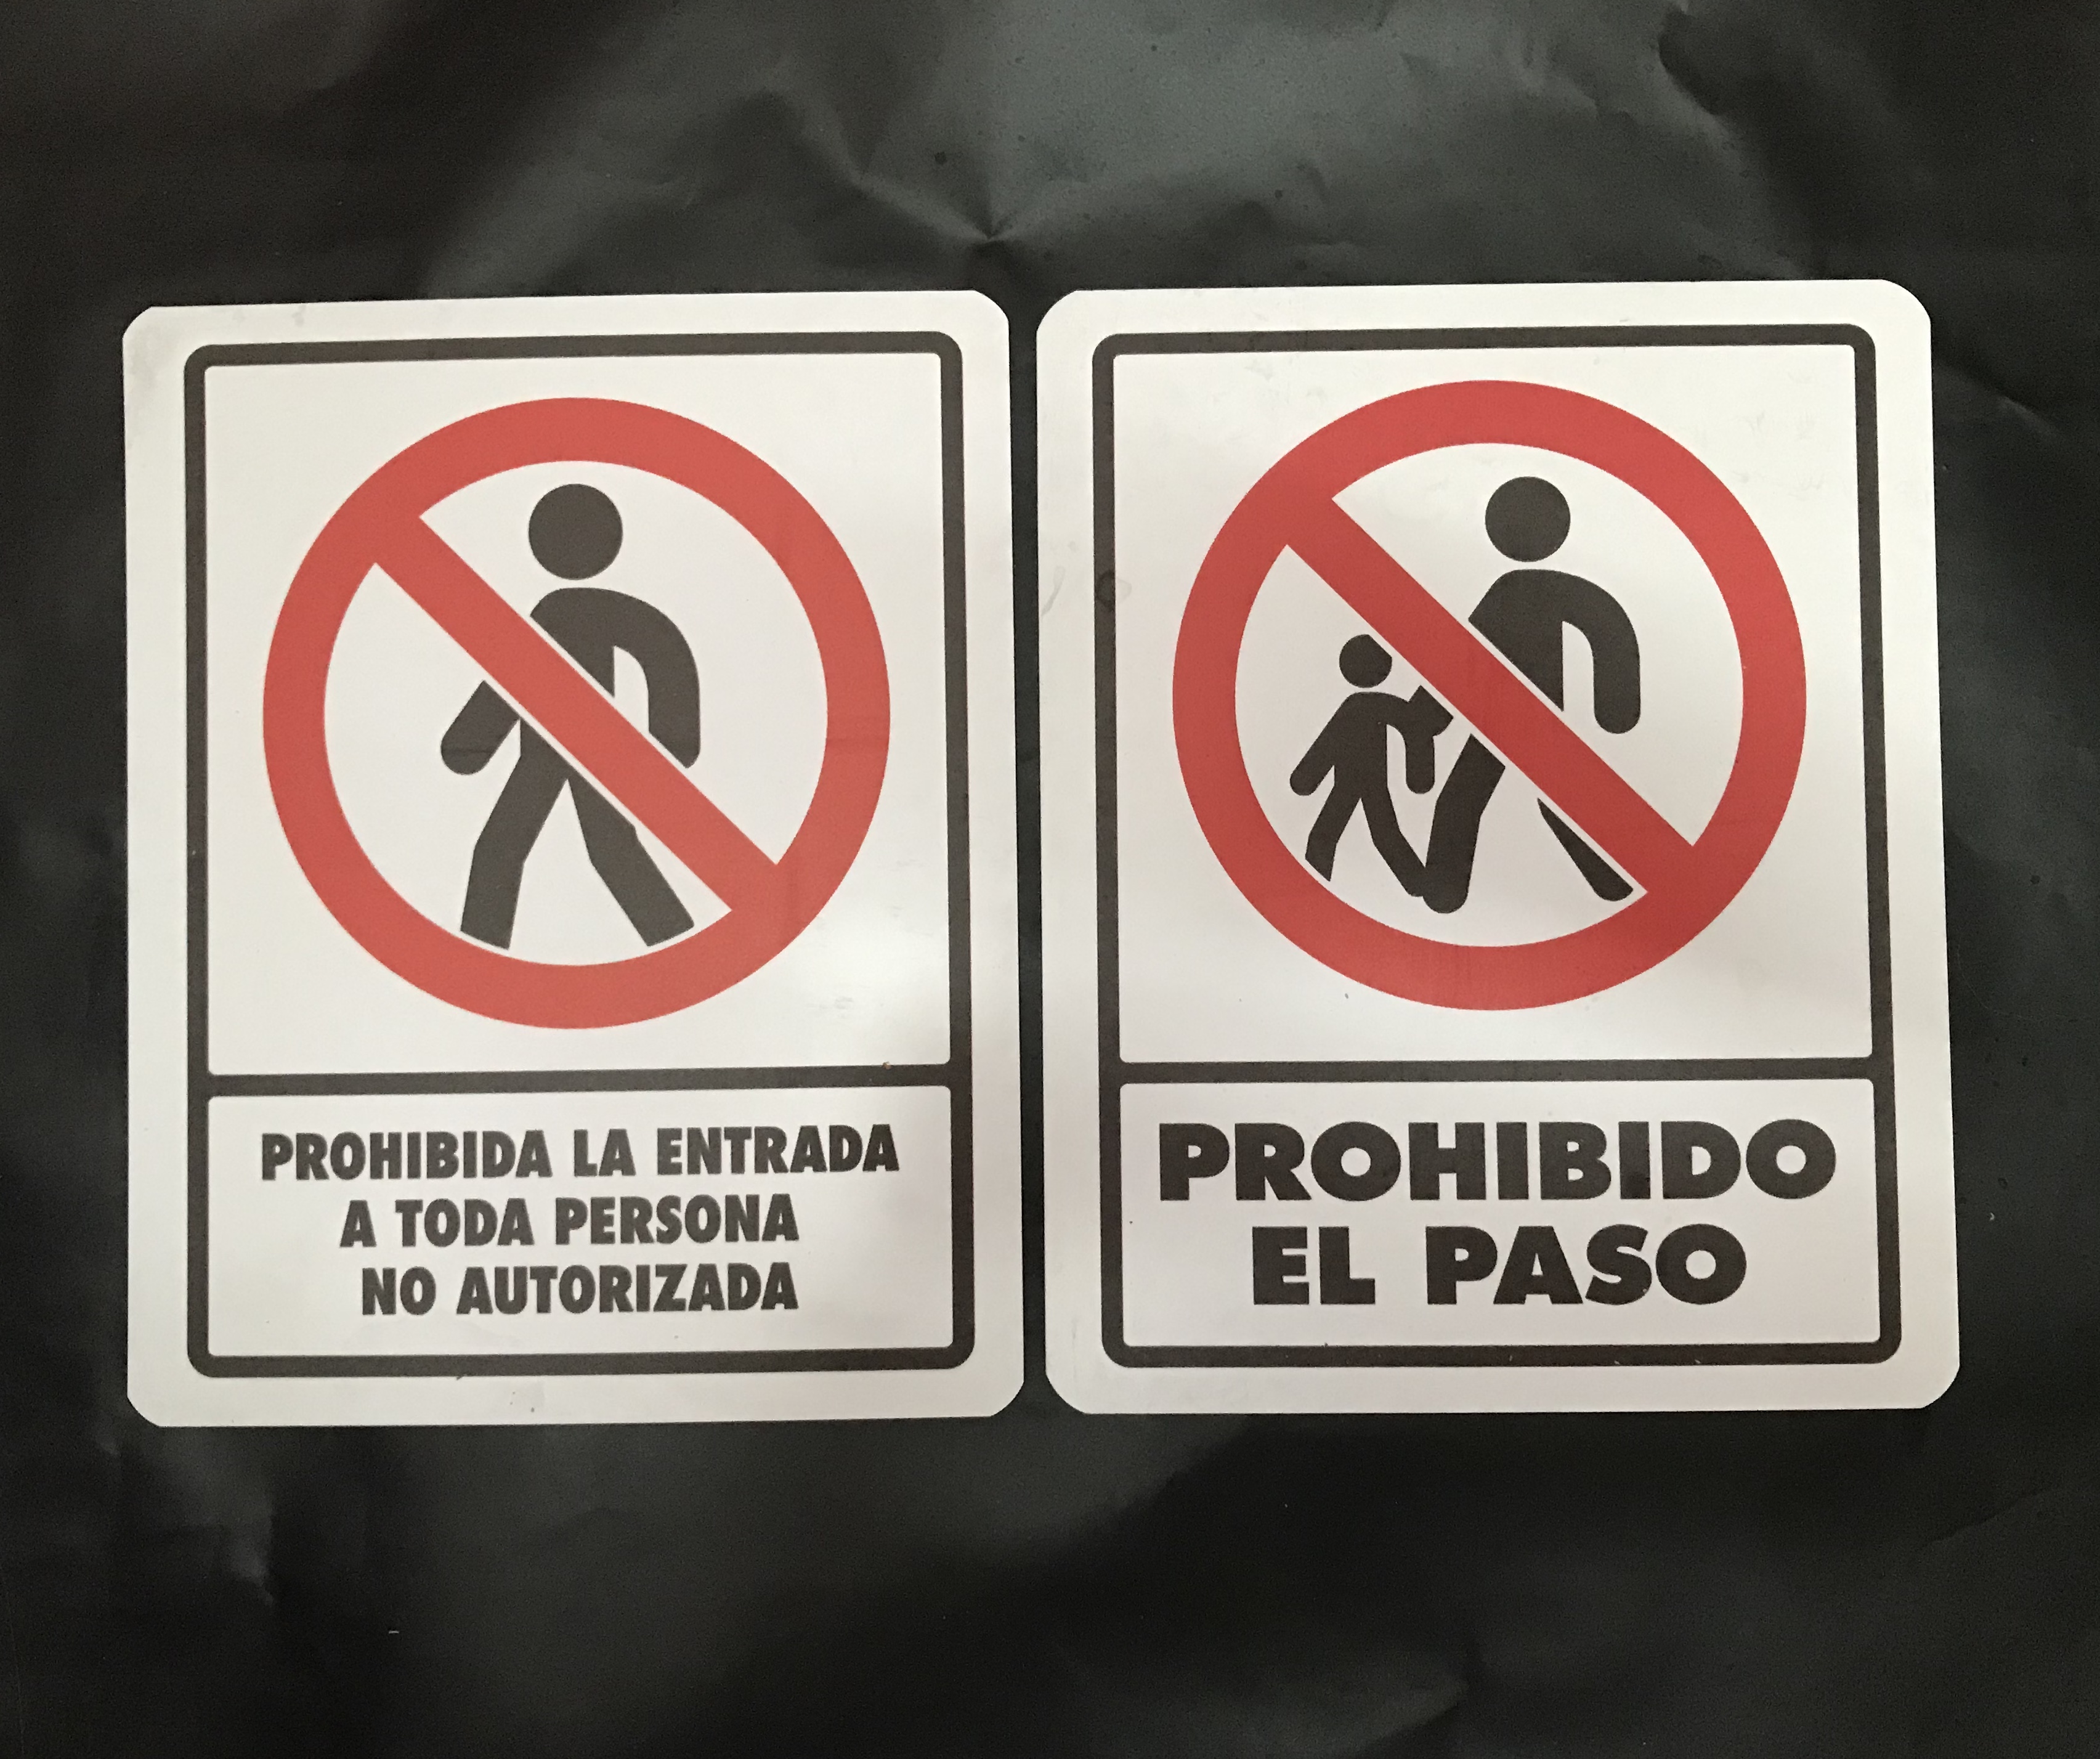 PROHIBIDA LA ENTRADA
A TODA PERSONA
NO AUTORIZADA
PROHIBIDO
EL PASO